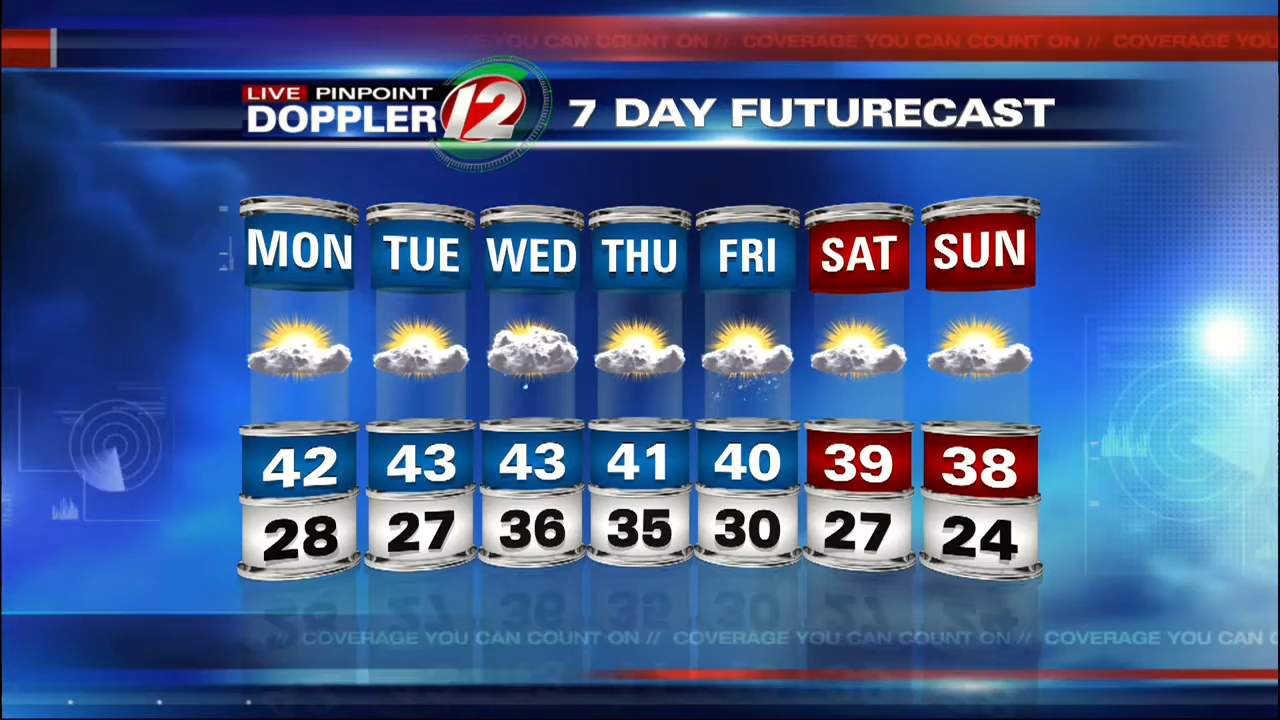 COVERAGE YOU CAN COUNT ON // COVERAGE YOU CAN COUNT ON // COVERAGE YOU
LIVE PINPOINT
DOPPLER 12
7 DAY FUTURECAST
MON TUE WED THU FRI SAT SUN
42 43 43 41 40 39 38
28 27 36 35 30 27 24
// COVERAGE YOU CAN COUNT ON // COVERAGE YOU CAN COUNT ON // COVERAGE YOU CAN